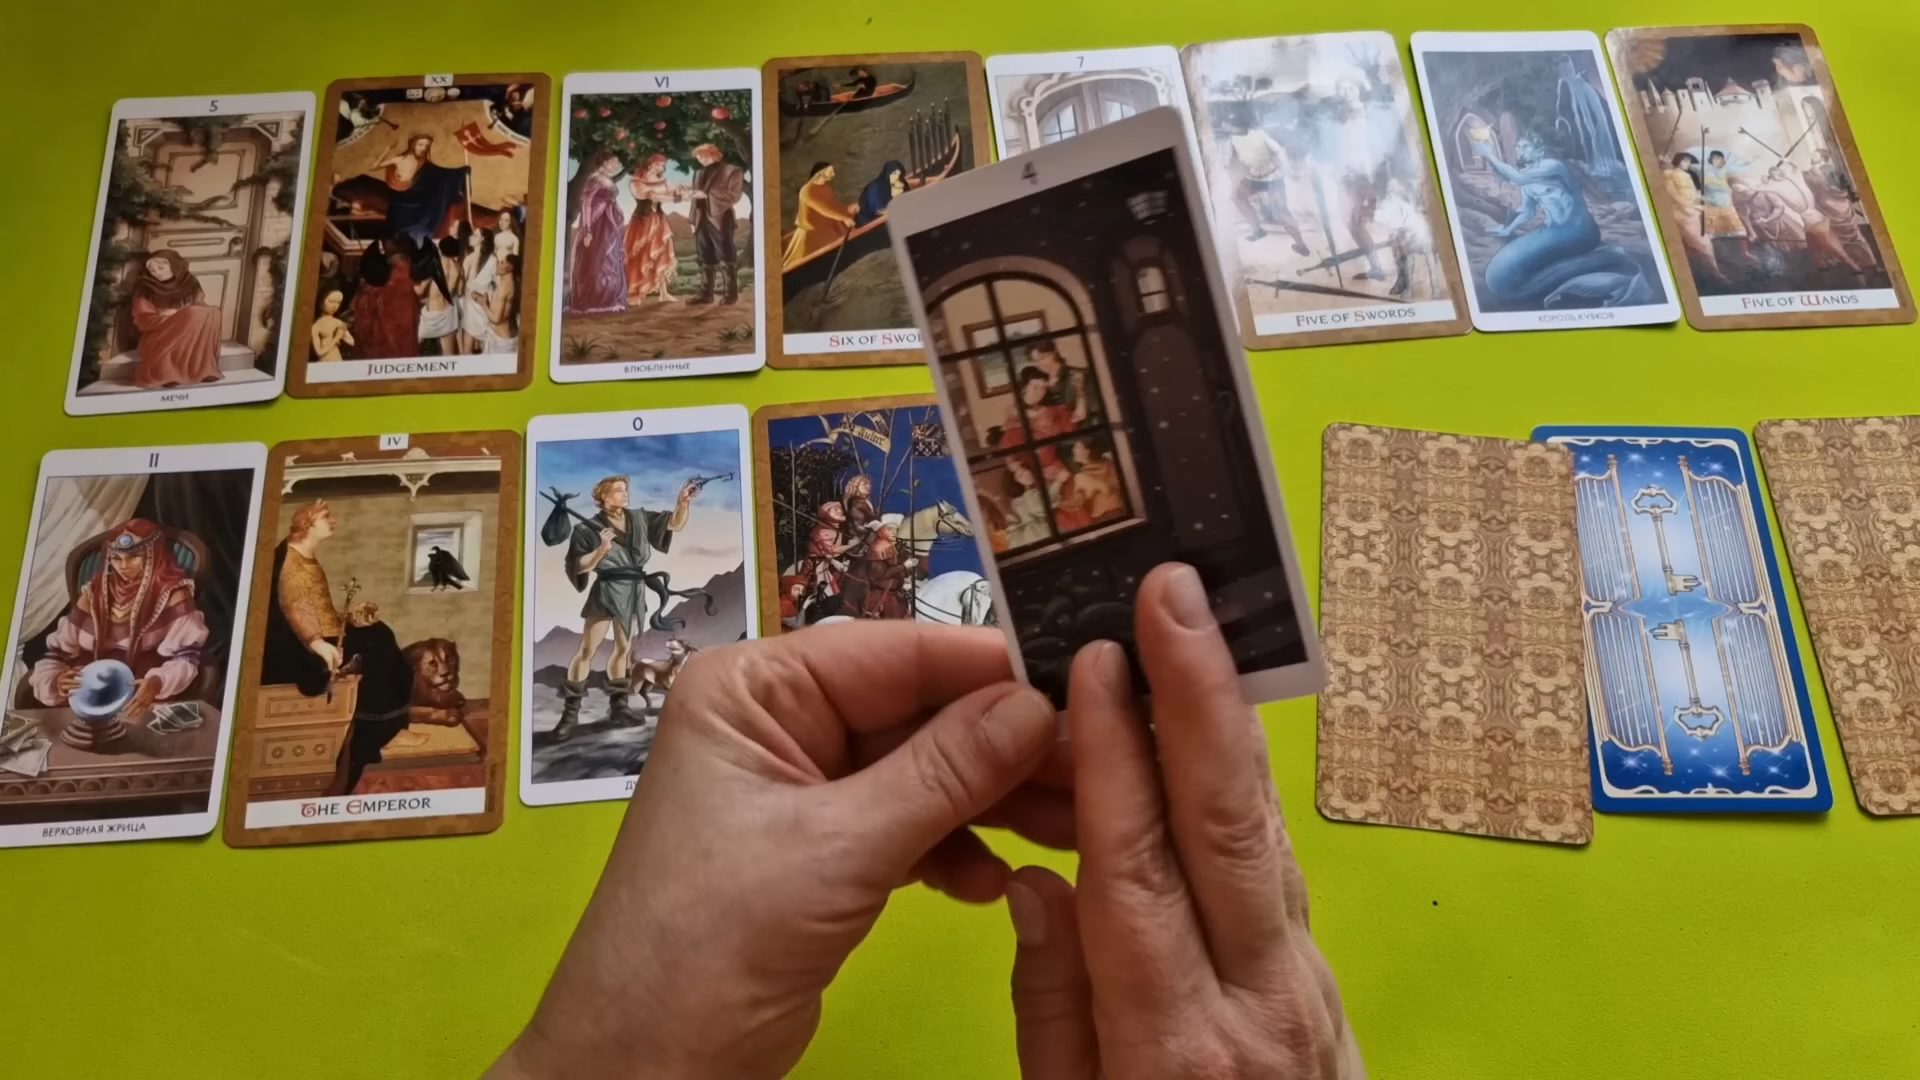 5
МЕЧИ
XX
JUDGEMENT
VI
ВЛЮБЛЕННЫЕ
SIX OF SWOR
7
4
FIVE OF SWORDS
КОРОЛЬ КУБКОВ
FIVE OF WANDS
II
ВЕРХОВНАЯ ЖРИЦА
IV
THE EMPEROR
0